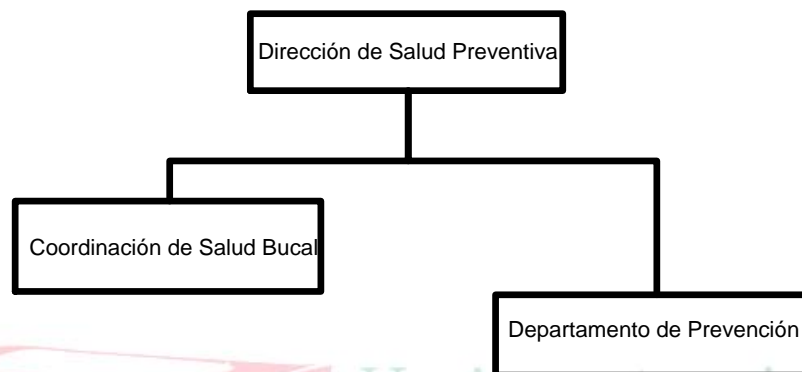 Dirección de Salud Preventiva
Coordinación de Salud Bucal
Departamento de Prevención